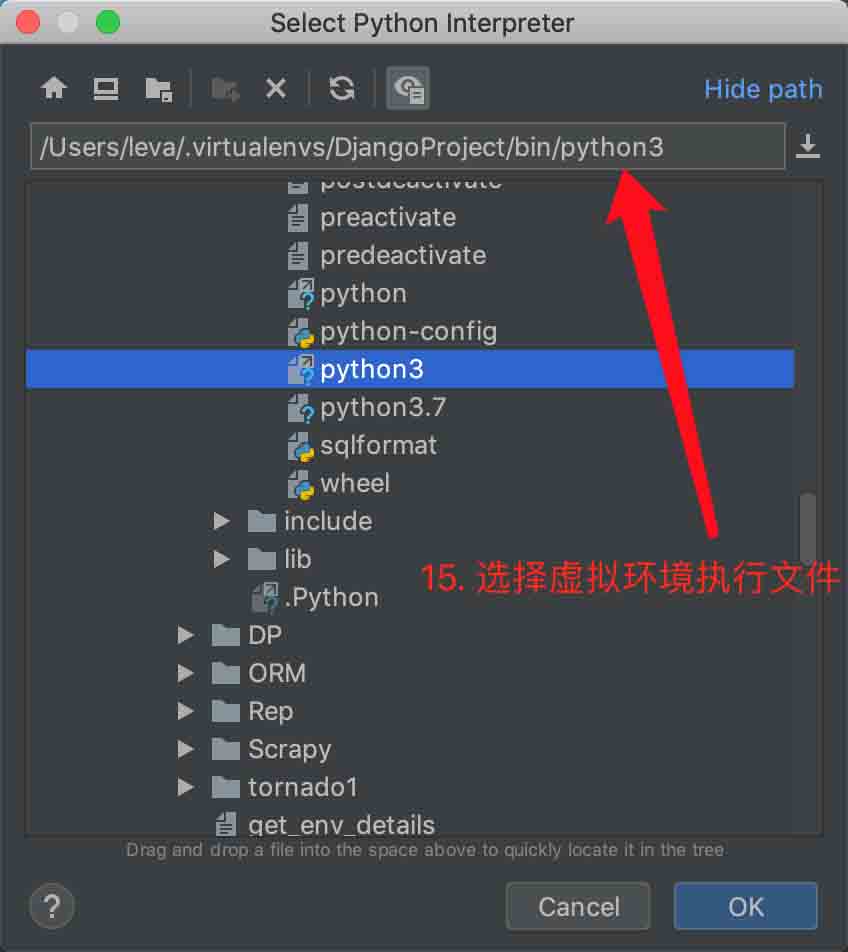 Select Python Interpreter
Hide path
/Users/leva/.virtualenvs/DjangoProject/bin/python3
postdeactivate
preactivate
predeactivate
python
python-config
python3
python3.7
sqlformat
wheel
include
lib
15. 选择虚拟环境执行文件
.Python
DP
ORM
Rep
Scrapy
tornado1
get_env_details
Drag and drop a file into the space above to quickly locate it in the tree
?
Cancel
OK